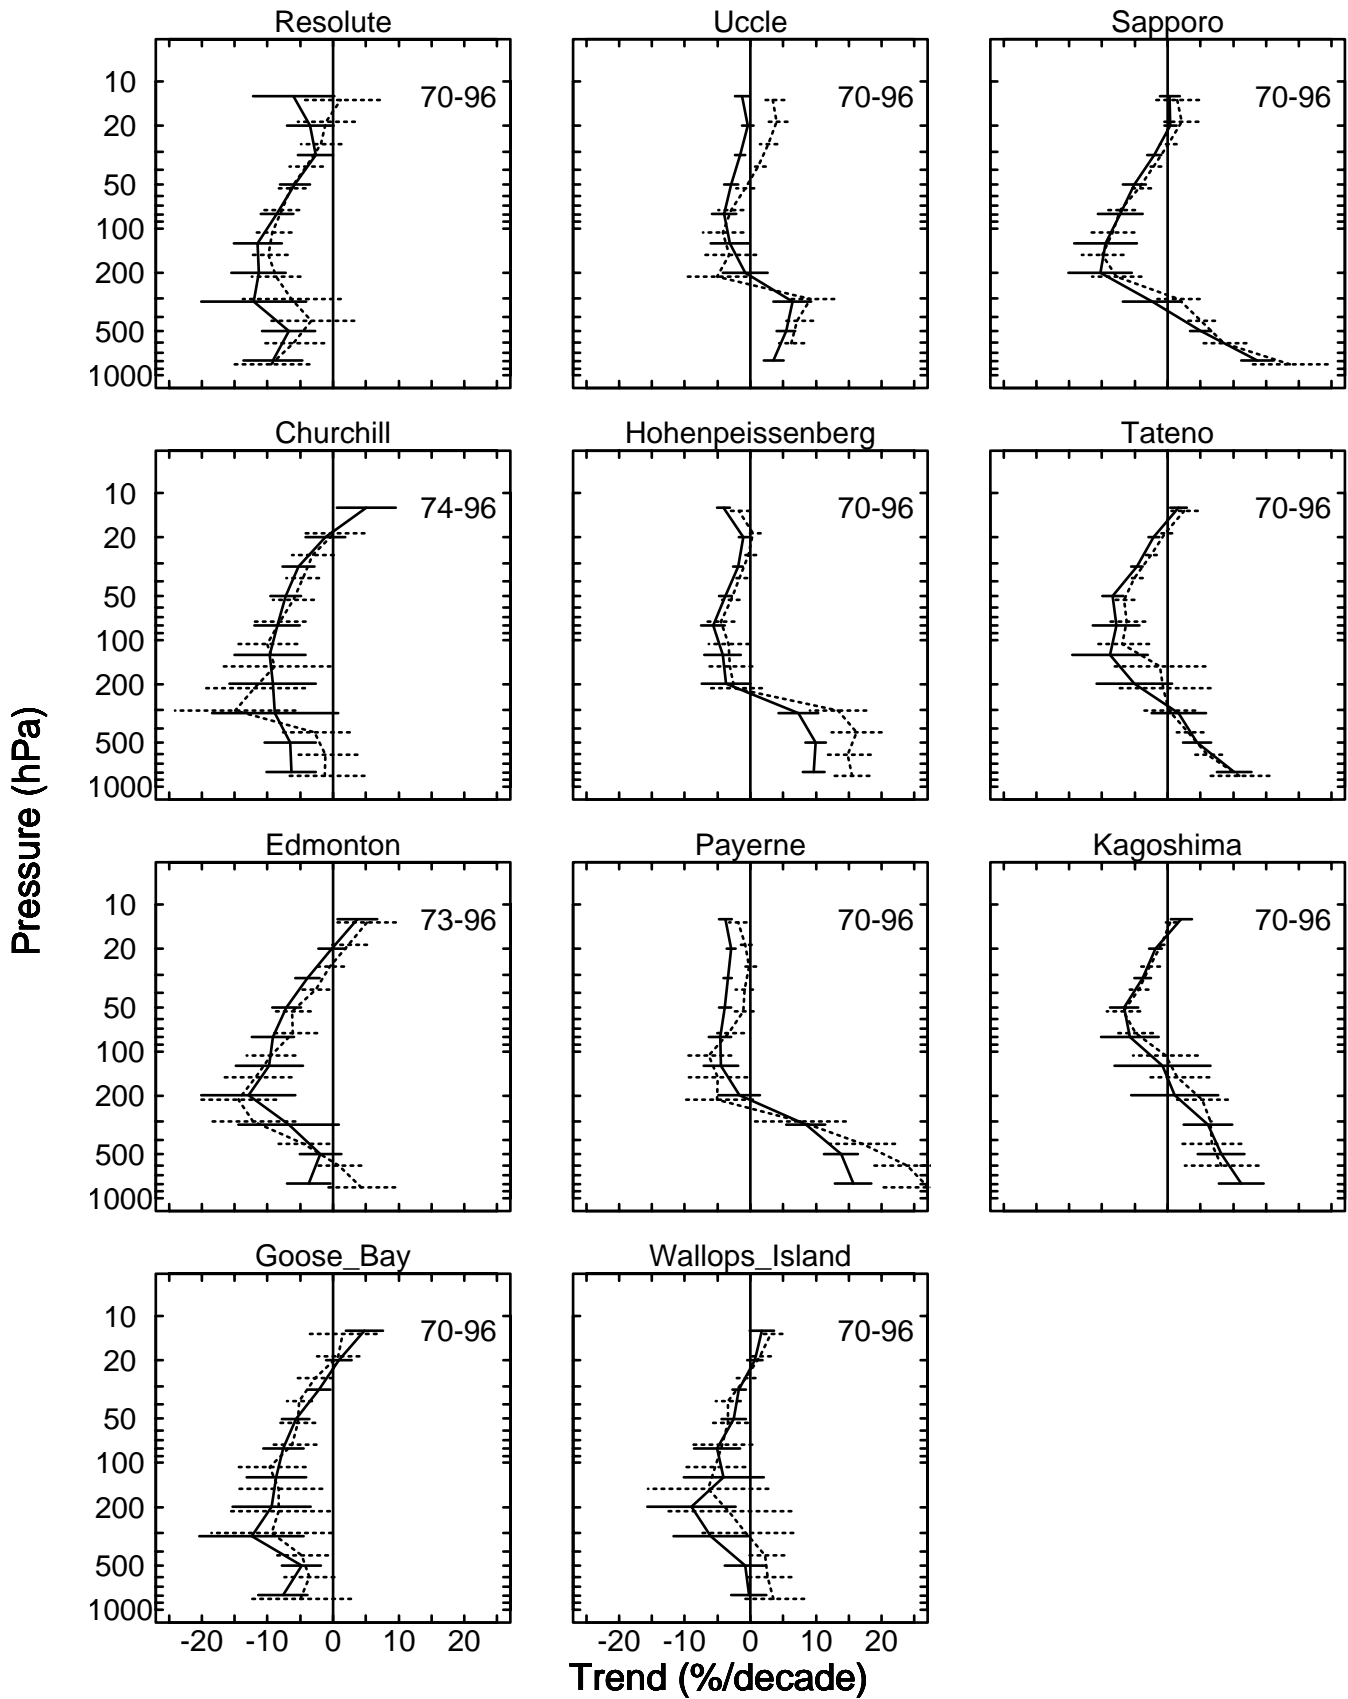 Resolute
Uccle
Sapporo
10
20
50
100
200
500
1000
70-96
70-96
70-96
Churchill
Hohenpeissenberg
Tateno
10
20
50
100
200
500
1000
74-96
70-96
70-96
Edmonton
Payerne
Kagoshima
10
20
50
100
200
500
1000
73-96
70-96
70-96
Goose_Bay
Wallops_Island
10
20
50
100
200
500
1000
70-96
70-96
-20 -10 0 10 20
-20 -10 0 10 20
Pressure (hPa)
Trend (%/decade)